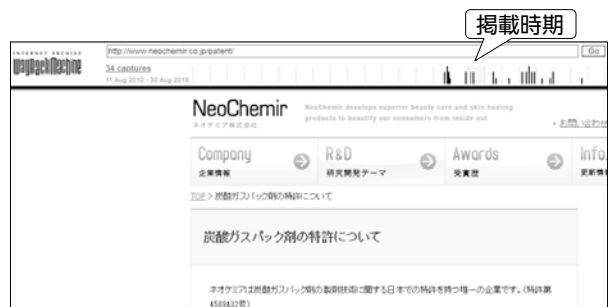 掲載時期
INTERNET ARCHIVE
WayBackMachine
http://www.neochemir.co.jp/patent/
Go
34 captures
11 Aug 2010 - 30 Aug 2016
NeoChemir
ネオケミア株式会社
NeoChemir develops superior beauty care and skin healing
products to beautify our consumers from inside out
お問い合わせ
Company
企業情報
R&D
研究開発テーマ
Awards
受賞歴
Info.
更新情
TOP > 炭酸ガスパック剤の特許について
炭酸ガスパック剤の特許について
ネオケミアは炭酸ガスパック剤の製剤技術に関する日本での特許を持つ唯一の企業です。(特許第
4589432号)